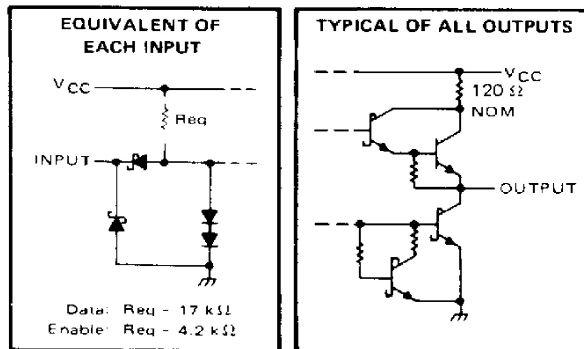 EQUIVALENT OF
EACH INPUT
VCC
Req
INPUT
Data: Req - 17 kΩ
Enable: Req - 4.2 kΩ
TYPICAL OF ALL OUTPUTS
VCC
120 Ω
NOM
OUTPUT